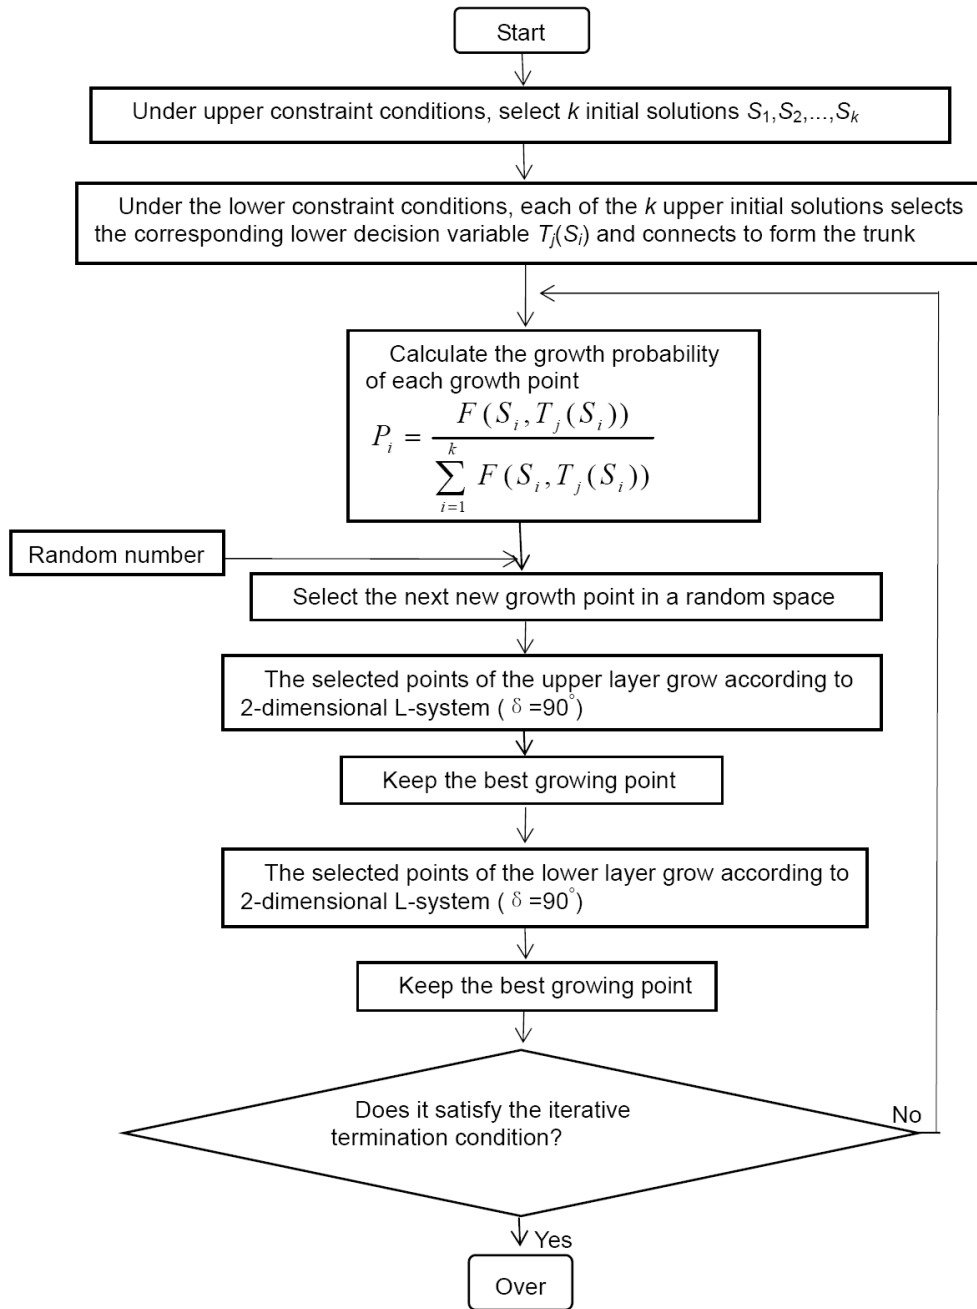 Start
Under upper constraint conditions, select k initial solutions S₁,S₂,...,Sₖ
Under the lower constraint conditions, each of the k upper initial solutions selects
the corresponding lower decision variable Tⱼ(Sᵢ) and connects to form the trunk
Calculate the growth probability
of each growth point
Pᵢ = F(Sᵢ,Tⱼ(Sᵢ)) / ∑ᵢ₌₁ᵏ F(Sᵢ,Tⱼ(Sᵢ))
Random number
Select the next new growth point in a random space
The selected points of the upper layer grow according to
2-dimensional L-system ( δ =90°)
Keep the best growing point
The selected points of the lower layer grow according to
2-dimensional L-system ( δ =90°)
Keep the best growing point
Does it satisfy the iterative
termination condition?
No
Yes
Over